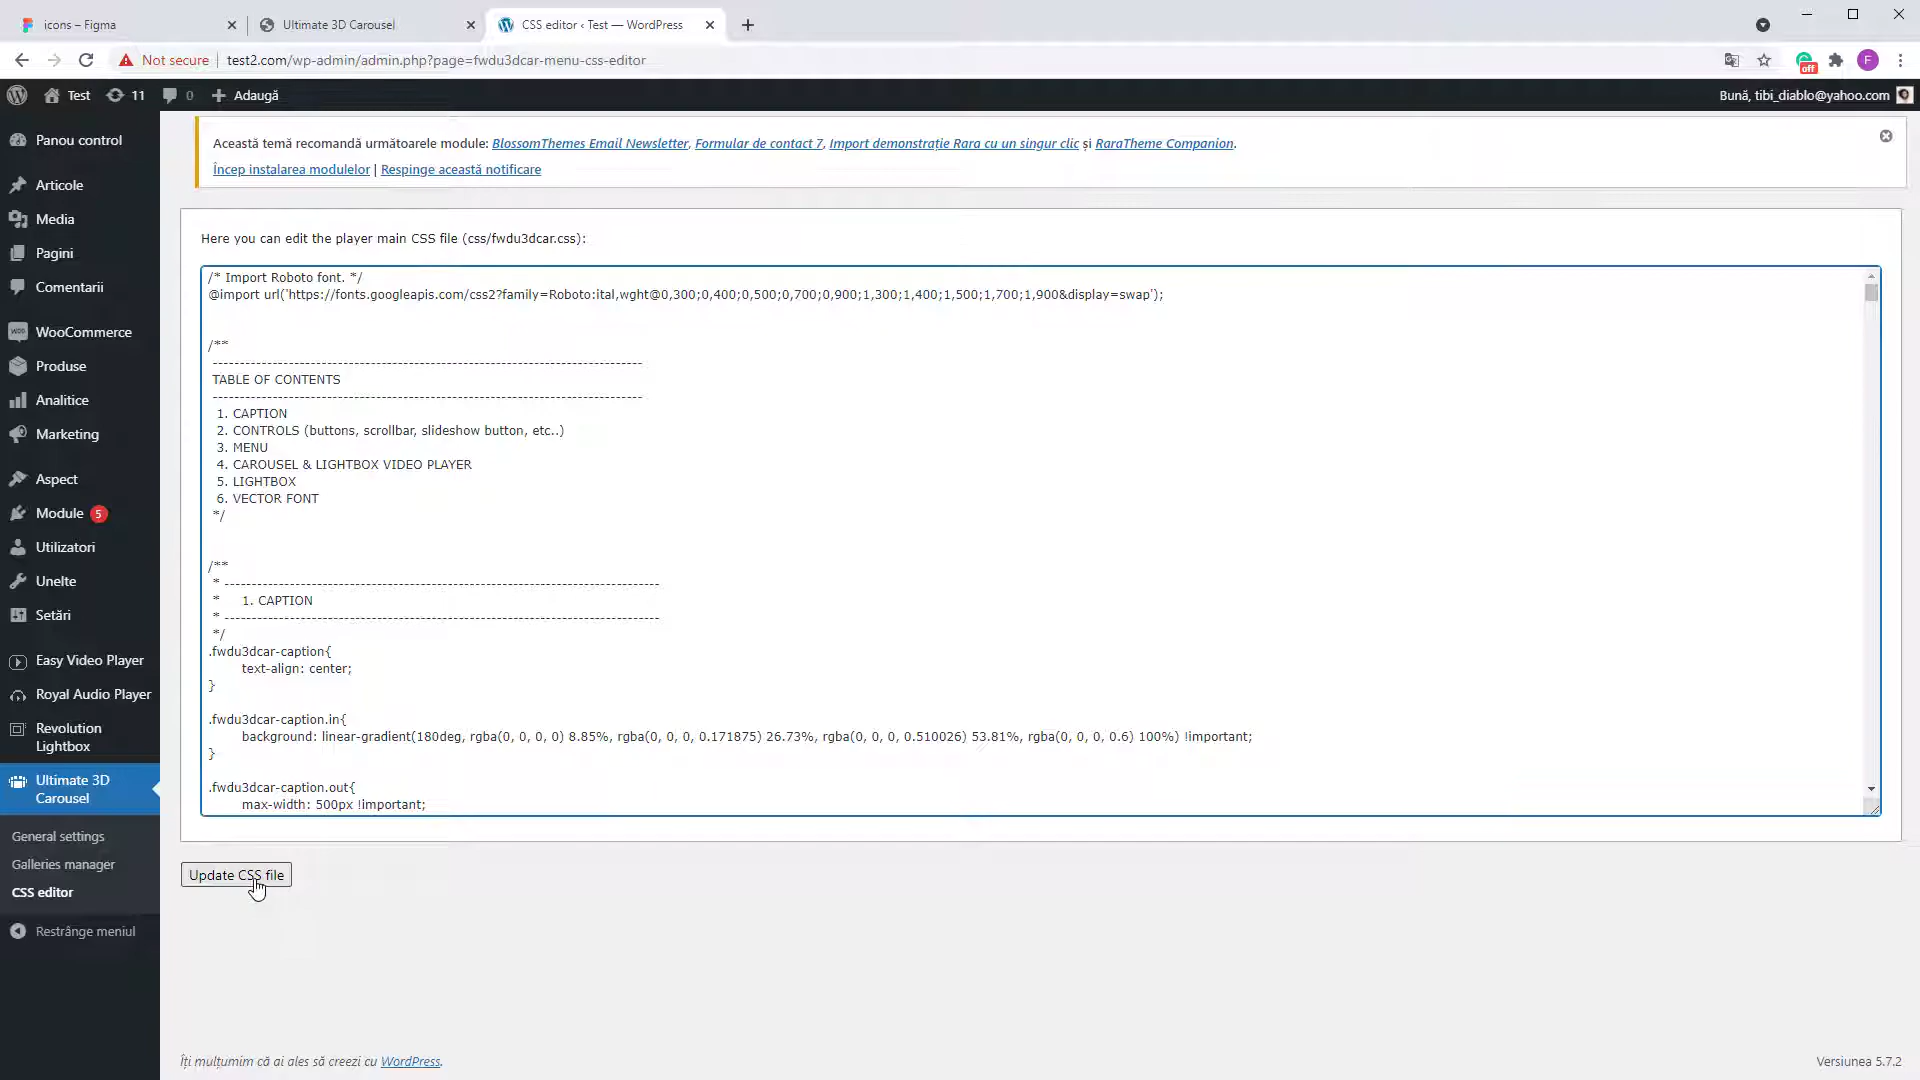 icons – Figma
Ultimate 3D Carousel
CSS editor ‹ Test — WordPress
Not secure
test2.com/wp-admin/admin.php?page=fwdu3dcar-menu-css-editor
off
F
Test
11
0
Adaugă
Bună, tibi_diablo@yahoo.com
Panou control
Articole
Media
Pagini
Comentarii
WooCommerce
Produse
Analitice
Marketing
Aspect
Module 5
Utilizatori
Unelte
Setări
Easy Video Player
Royal Audio Player
Revolution
Lightbox
Ultimate 3D
Carousel
General settings
Galleries manager
CSS editor
Restrânge meniul
Această temă recomandă următoarele module: BlossomThemes Email Newsletter, Formular de contact 7, Import demonstrație Rara cu un singur clic și RaraTheme Companion.
Încep instalarea modulelor | Respinge această notificare
Here you can edit the player main CSS file (css/fwdu3dcar.css):
/* Import Roboto font. */
@import url('https://fonts.googleapis.com/css2?family=Roboto:ital,wght@0,300;0,400;0,500;0,700;0,900;1,300;1,400;1,500;1,700;1,900&display=swap');
/**
--------------------------------------------------------------------------------
TABLE OF CONTENTS
--------------------------------------------------------------------------------
1. CAPTION
2. CONTROLS (buttons, scrollbar, slideshow button, etc..)
3. MENU
4. CAROUSEL & LIGHTBOX VIDEO PLAYER
5. LIGHTBOX
6. VECTOR FONT
*/
/**
* --------------------------------------------------------------------------------
* 1. CAPTION
* --------------------------------------------------------------------------------
*/
.fwdu3dcar-caption{
text-align: center;
}
.fwdu3dcar-caption.in{
background: linear-gradient(180deg, rgba(0, 0, 0, 0) 8.85%, rgba(0, 0, 0, 0.171875) 26.73%, rgba(0, 0, 0, 0.510026) 53.81%, rgba(0, 0, 0, 0.6) 100%) !important;
}
.fwdu3dcar-caption.out{
max-width: 500px !important;
Update CSS file
Îți mulțumim că ai ales să creezi cu WordPress.
Versiunea 5.7.2